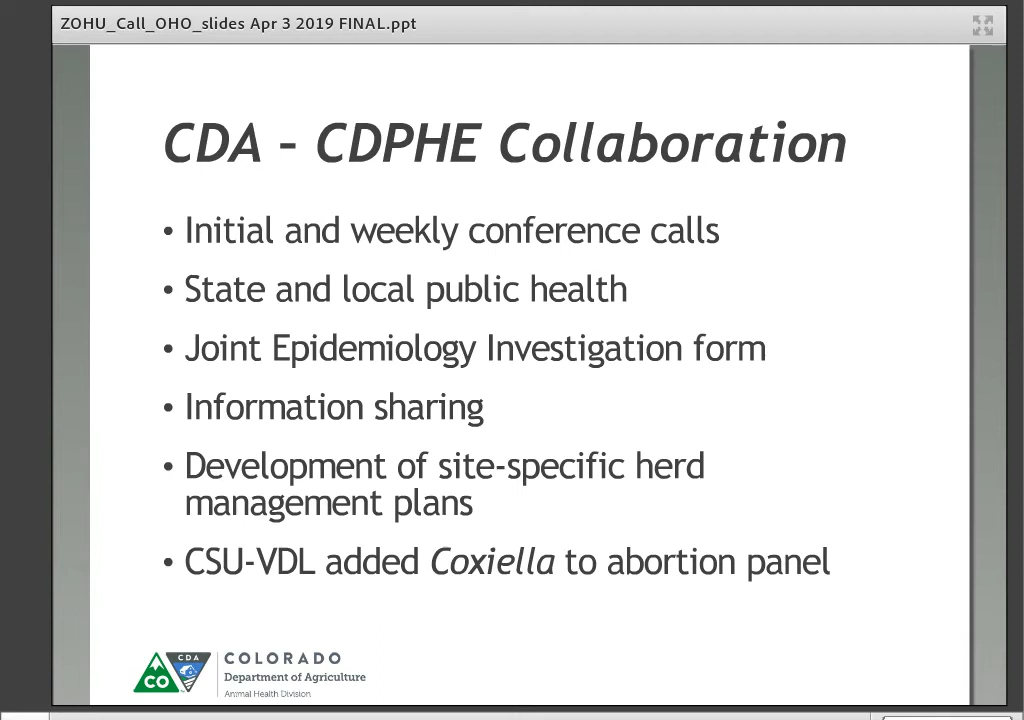 ZOHU_Call_OHO_slides Apr 3 2019 FINAL.ppt
CDA – CDPHE Collaboration
• Initial and weekly conference calls
• State and local public health
• Joint Epidemiology Investigation form
• Information sharing
• Development of site-specific herd
management plans
• CSU-VDL added Coxiella to abortion panel
CO
CDA
COLORADO
Department of Agriculture
Animal Health Division